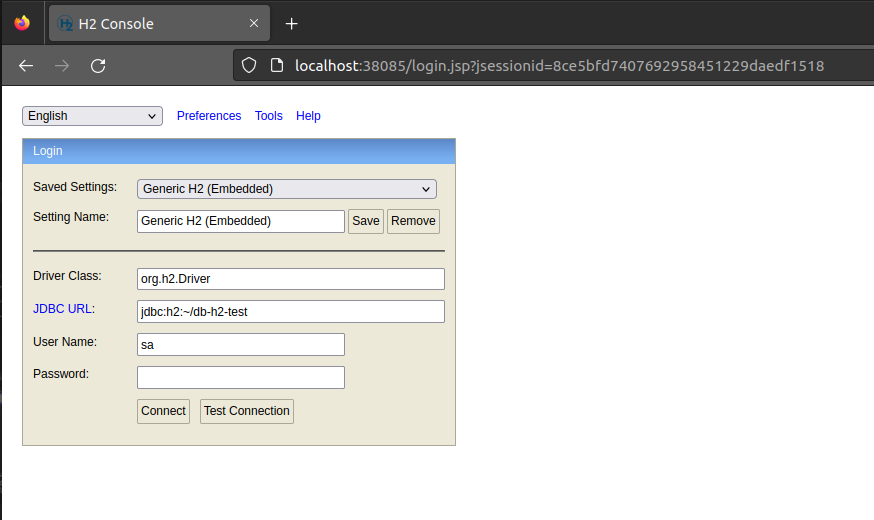 H2 Console
localhost:38085/login.jsp?jsessionid=8ce5bfd7407692958451229daedf1518
English Preferences Tools Help
Login
Saved Settings: Generic H2 (Embedded)
Setting Name: Generic H2 (Embedded) Save Remove
Driver Class: org.h2.Driver
JDBC URL: jdbc:h2:~/db-h2-test
User Name: sa
Password:
Connect Test Connection